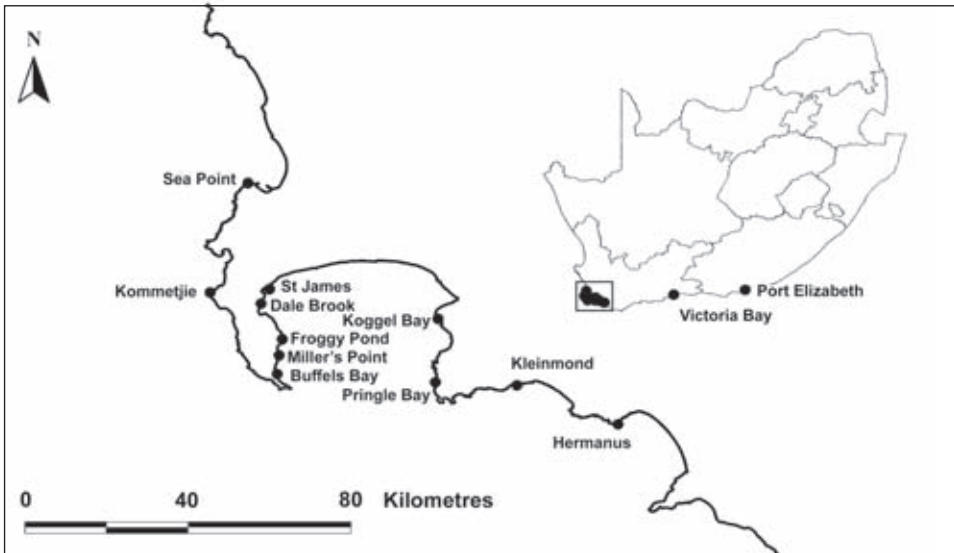 N
Sea Point
Kommetjie
St James
Dale Brook
Koggel Bay
Froggy Pond
Miller's Point
Buffels Bay
Pringle Bay
Kleinmond
Hermanus
Port Elizabeth
Victoria Bay
0 40 80 Kilometres